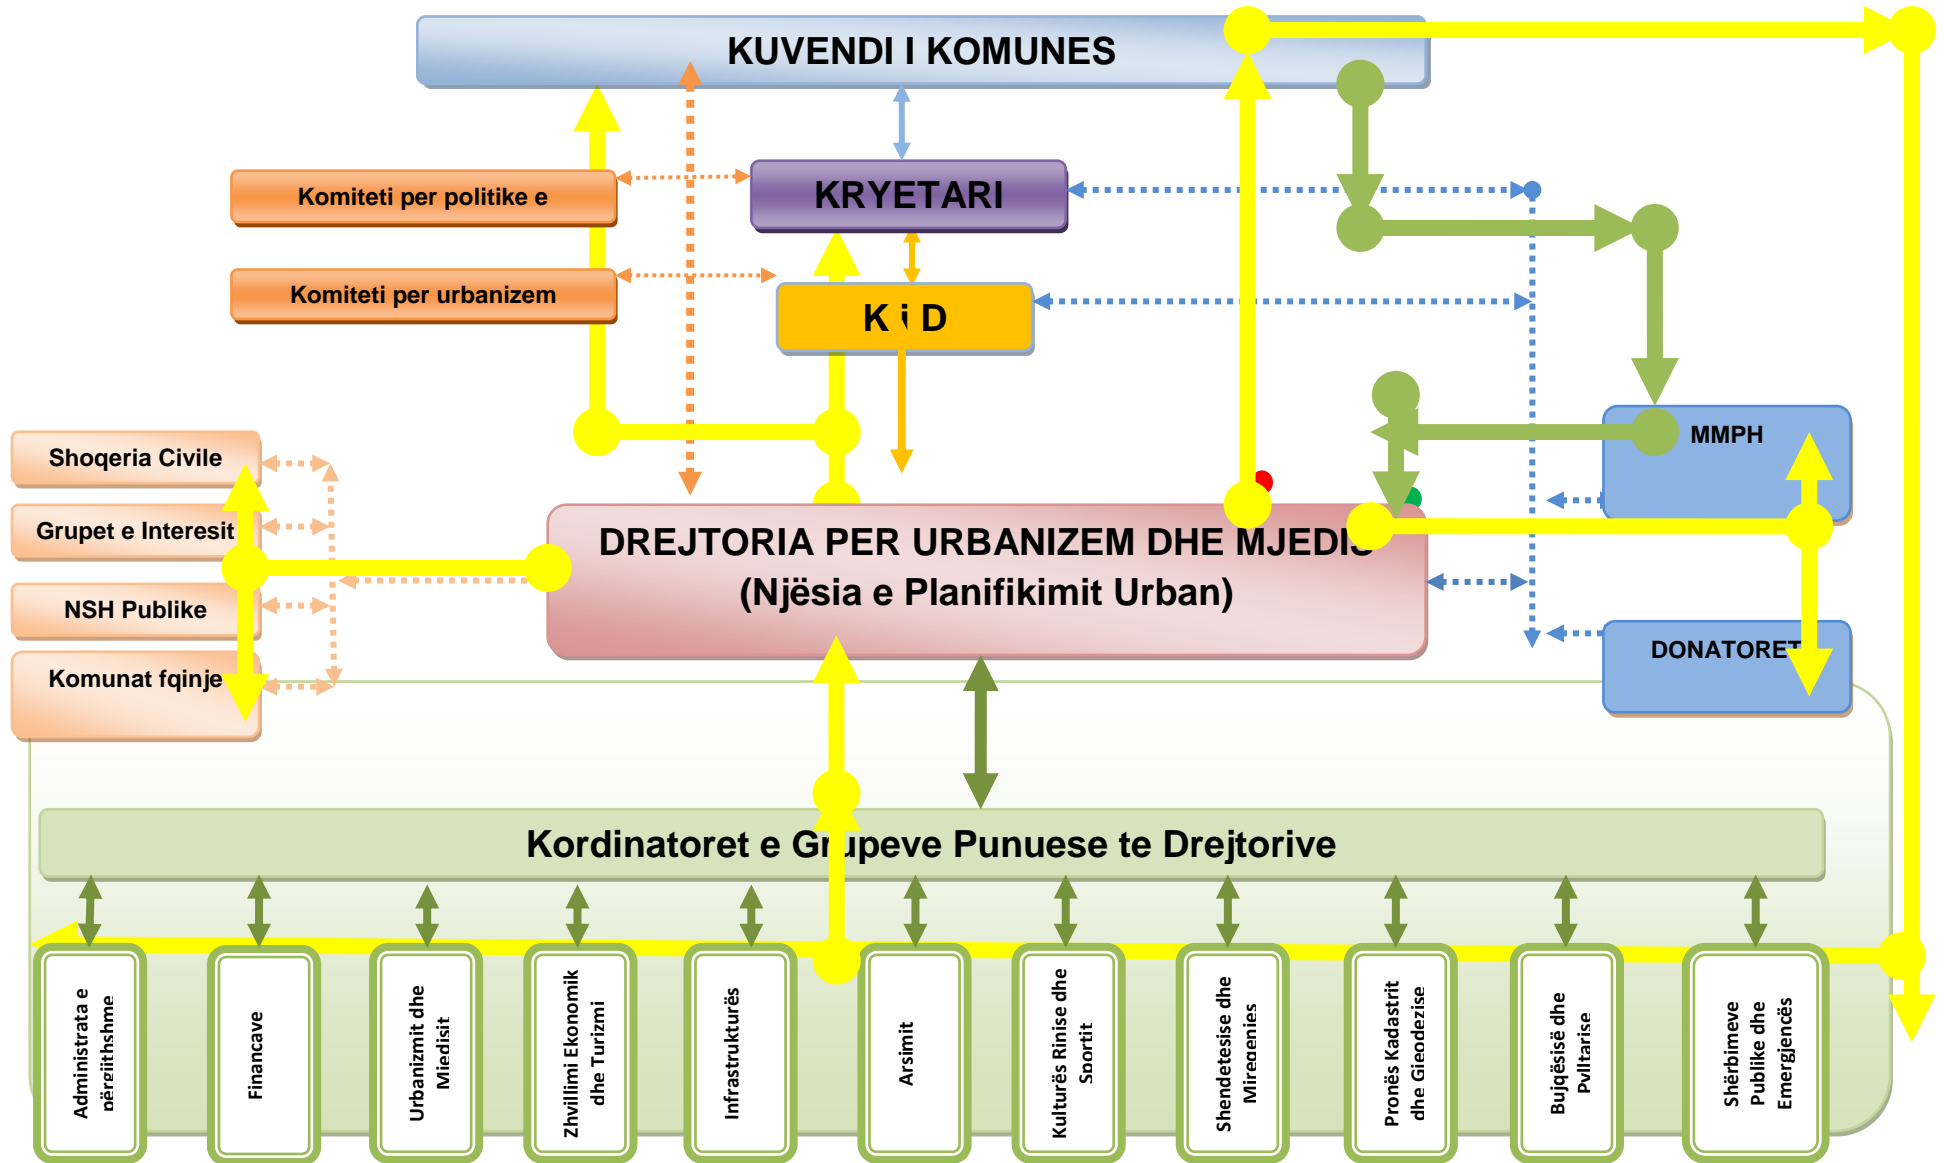 KUVENDI I KOMUNES
Komiteti per politike e
KRYETARI
Komiteti per urbanizem
K i D
Shoqeria Civile
Grupet e Interesit
NSH Publike
Komunat fqinje
MMPH
DREJTORIA PER URBANIZEM DHE MJEDIS
(Njësia e Planifikimit Urban)
DONATORET
Kordinatoret e Grupeve Punuese te Drejtorive
Administrata e
përgjithshme
Financave
Urbanizmit dhe
Mjedisit
Zhvillimi Ekonomik
dhe Turizmi
Infrastrukturës
Arsimit
Kulturës Rinise dhe
Sportit
Shendetesise dhe
Mireqenies
Pronës Kadastrit
dhe Gjeodezise
Bujqësisë dhe
Pylltarise
Shërbimeve
Publike dhe
Emergjencës